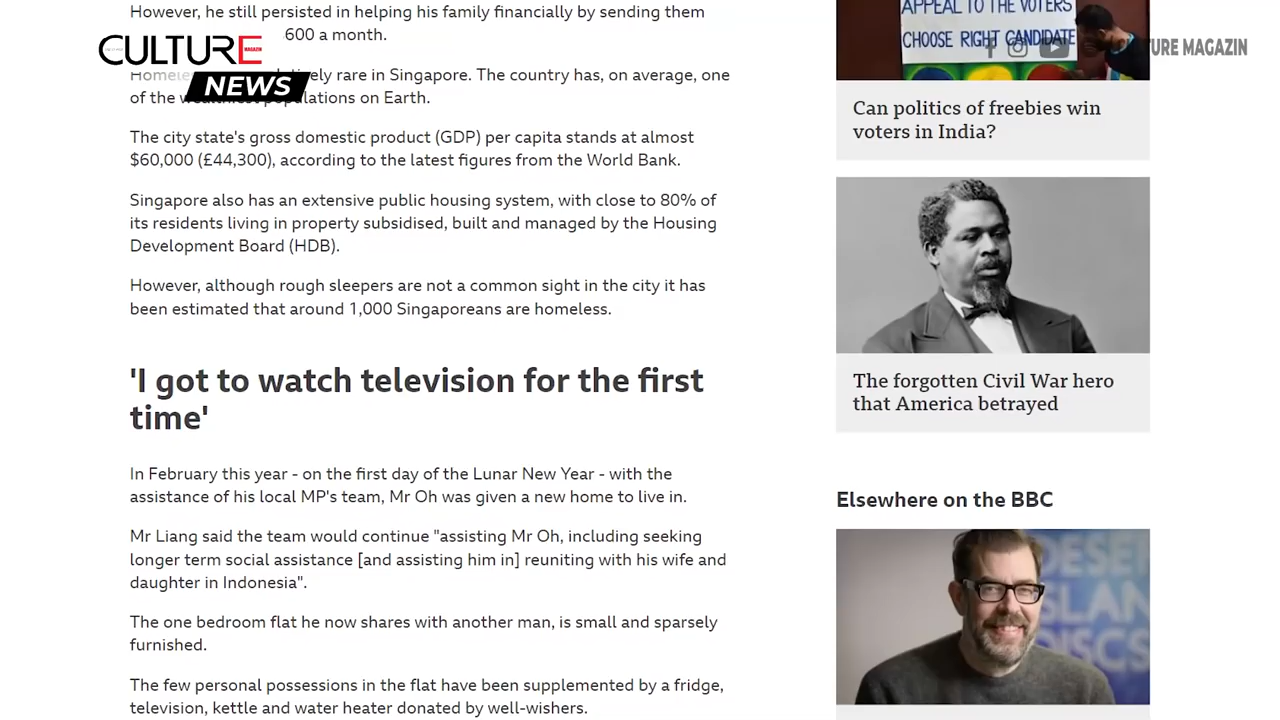 However, he still persisted in helping his family financially by sending them
600 a month.
CULTURE
MAGAZIN
NEWS
rare in Singapore. The country has, on average, one
of the wealthiest populations on Earth.
The city state's gross domestic product (GDP) per capita stands at almost
$60,000 (£44,300), according to the latest figures from the World Bank.
Singapore also has an extensive public housing system, with close to 80% of
its residents living in property subsidised, built and managed by the Housing
Development Board (HDB).
However, although rough sleepers are not a common sight in the city it has
been estimated that around 1,000 Singaporeans are homeless.
'I got to watch television for the first
time'
In February this year - on the first day of the Lunar New Year - with the
assistance of his local MP's team, Mr Oh was given a new home to live in.
Mr Liang said the team would continue "assisting Mr Oh, including seeking
longer term social assistance [and assisting him in] reuniting with his wife and
daughter in Indonesia".
The one bedroom flat he now shares with another man, is small and sparsely
furnished.
The few personal possessions in the flat have been supplemented by a fridge,
television, kettle and water heater donated by well-wishers.
APPEAL TO THE VOTERS
CHOOSE RIGHT CANDIDATE
TURE MAGAZIN
Can politics of freebies win
voters in India?
The forgotten Civil War hero
that America betrayed
Elsewhere on the BBC
DESER
SLAN
DISCS